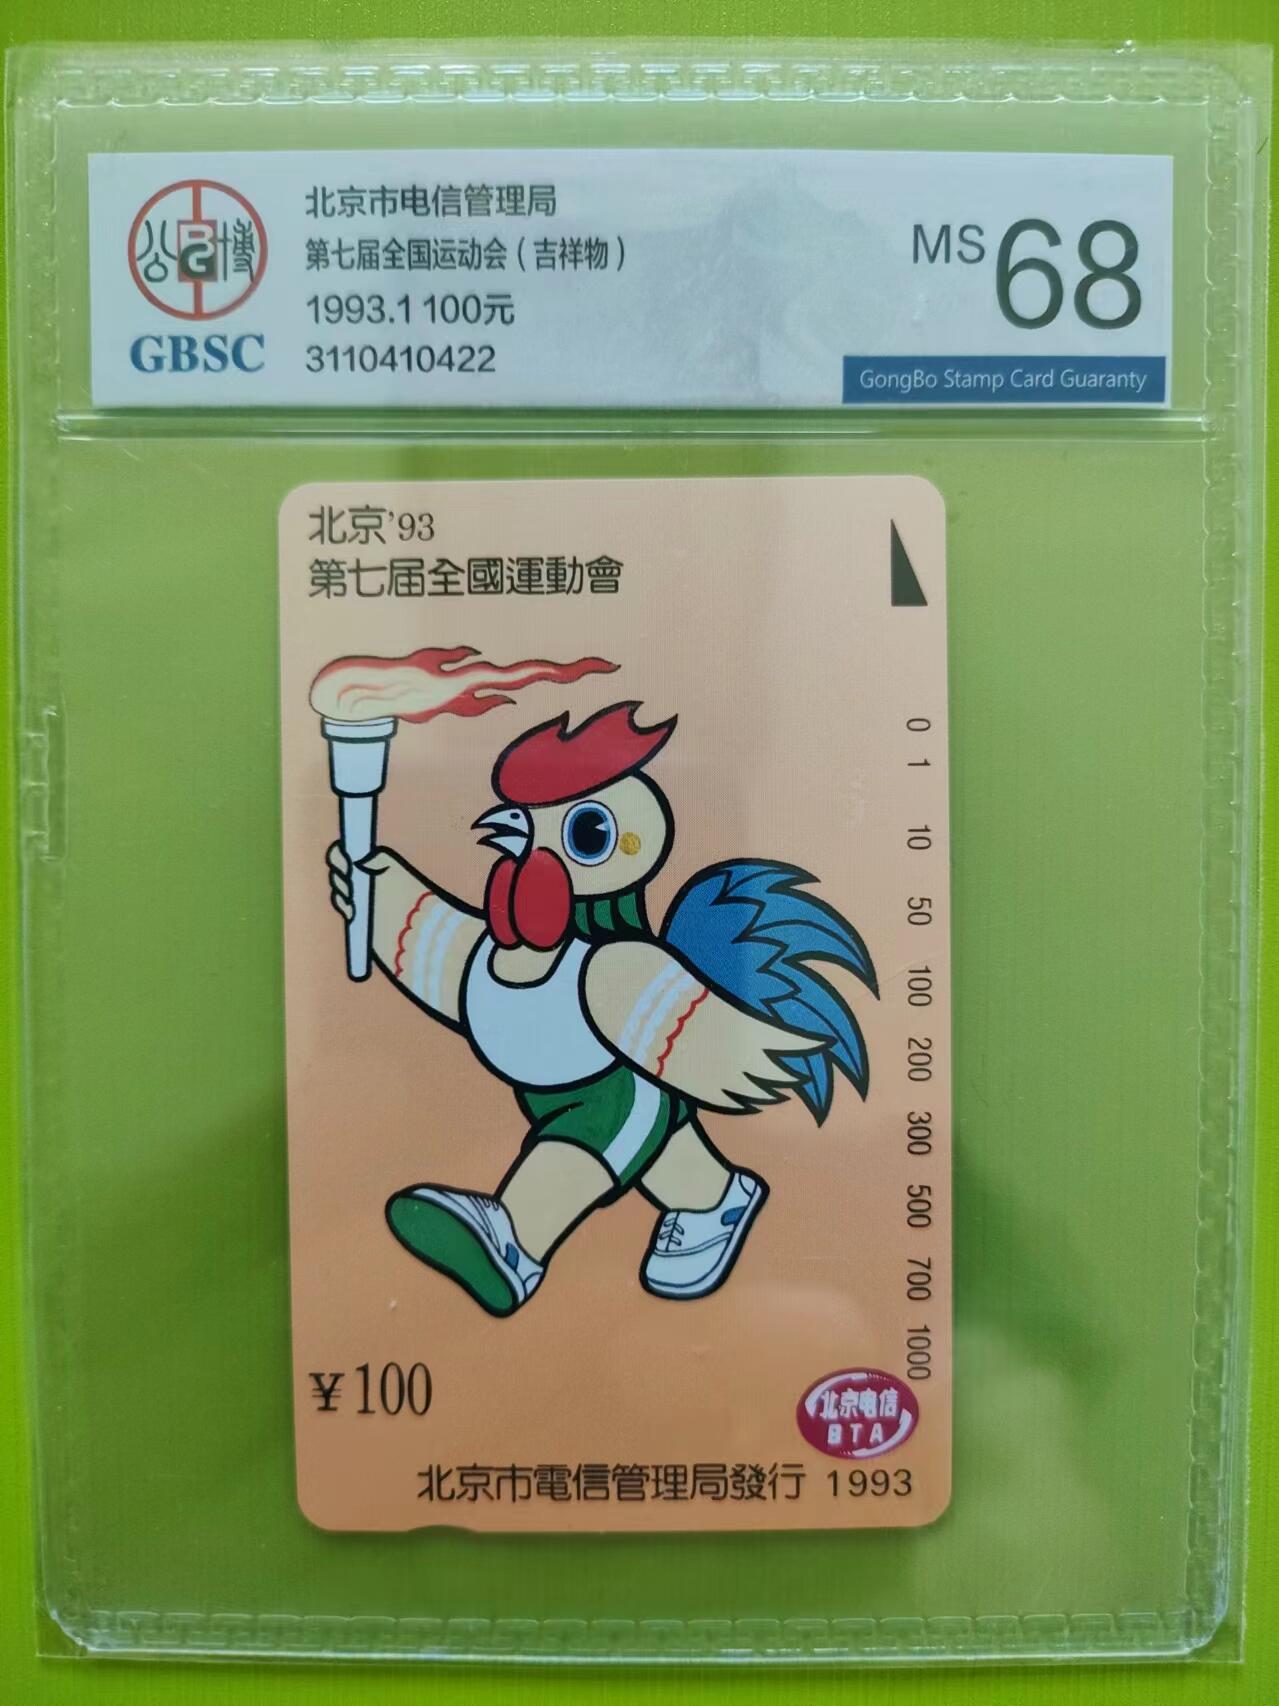 公博
BG
GBSC
北京市电信管理局
第七届全国运动会（吉祥物）
1993.1 100元
3110410422
MS 68
GongBo Stamp Card Guaranty
北京’93
第七届全國運動會
0
1
10
50
100
200
300
500
700
1000
¥100
北京电信
BTA
北京市電信管理局發行 1993